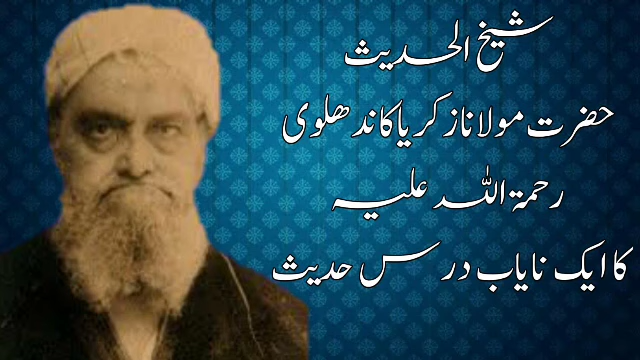 شیخ الحدیث
حضرت مولانا زکریا کاندھلوی
رحمۃ اللہ علیہ
کا ایک نایاب درس حدیث